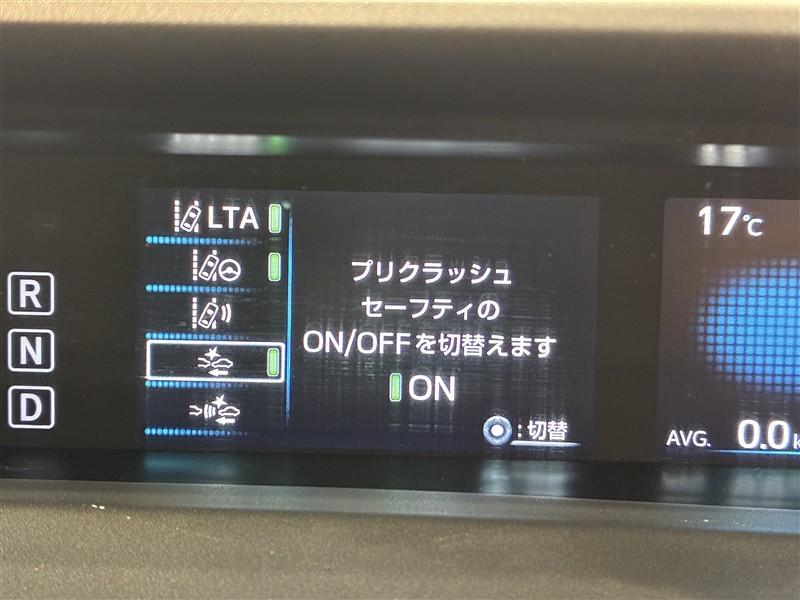 LTA
R
N
D
プリクラッシュ
セーフティの
ON/OFFを切替えます
ON
:切替
17℃
AVG. 0.0k